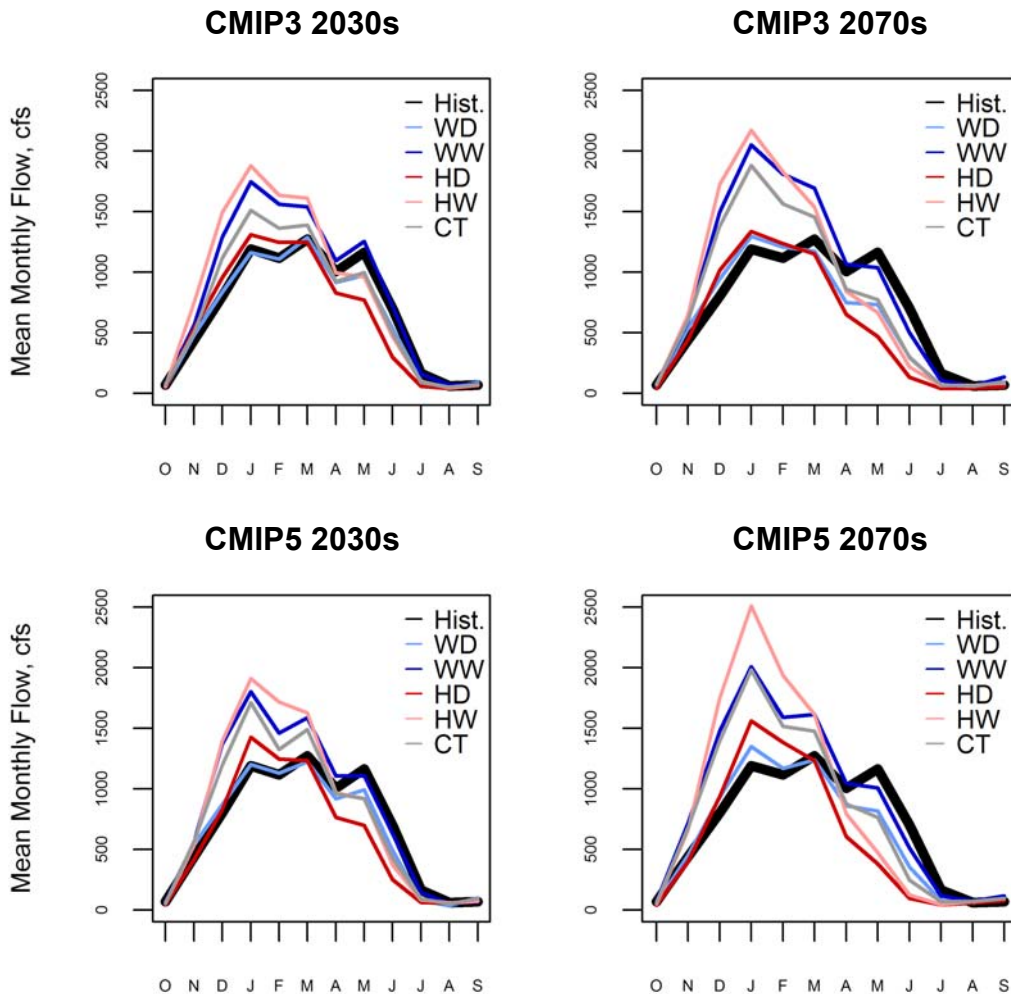 CMIP3 2030s
Mean Monthly Flow, cfs
2500
2000
1500
1000
500
0
Hist.
WD
WW
HD
HW
CT
O N D J F M A M J J A S
CMIP3 2070s
2500
2000
1500
1000
500
0
Hist.
WD
WW
HD
HW
CT
O N D J F M A M J J A S
CMIP5 2030s
Mean Monthly Flow, cfs
2500
2000
1500
1000
500
0
Hist.
WD
WW
HD
HW
CT
O N D J F M A M J J A S
CMIP5 2070s
2500
2000
1500
1000
500
0
Hist.
WD
WW
HD
HW
CT
O N D J F M A M J J A S